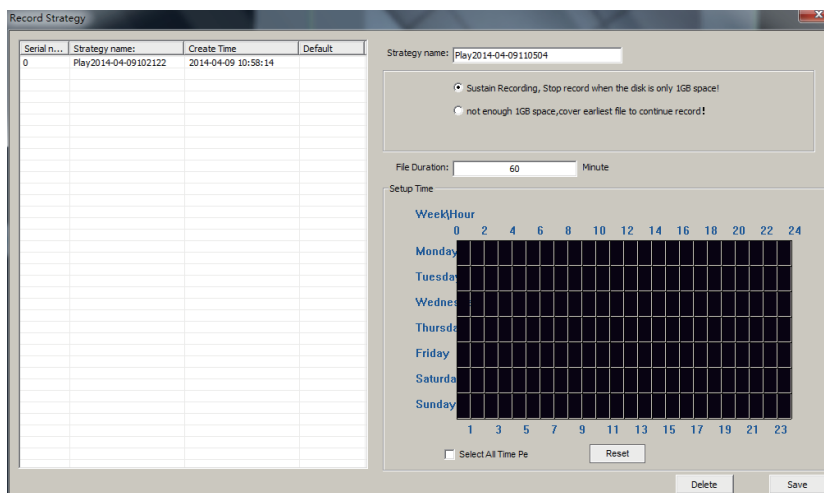 Record Strategy
Serial n... Strategy name: Create Time Default
0 Play2014-04-09102122 2014-04-09 10:58:14
Strategy name: Play2014-04-09110504
Sustain Recording, Stop record when the disk is only 1GB space!
not enough 1GB space,cover earliest file to continue record!
File Duration: 60 Minute
Setup Time
Week\Hour
0 2 4 6 8 10 12 14 16 18 20 22 24
Monday
Tuesday
Wednes
Thursda
Friday
Saturda
Sunday
1 3 5 7 9 11 13 15 17 19 21 23
Select All Time Pe
Reset
Delete Save